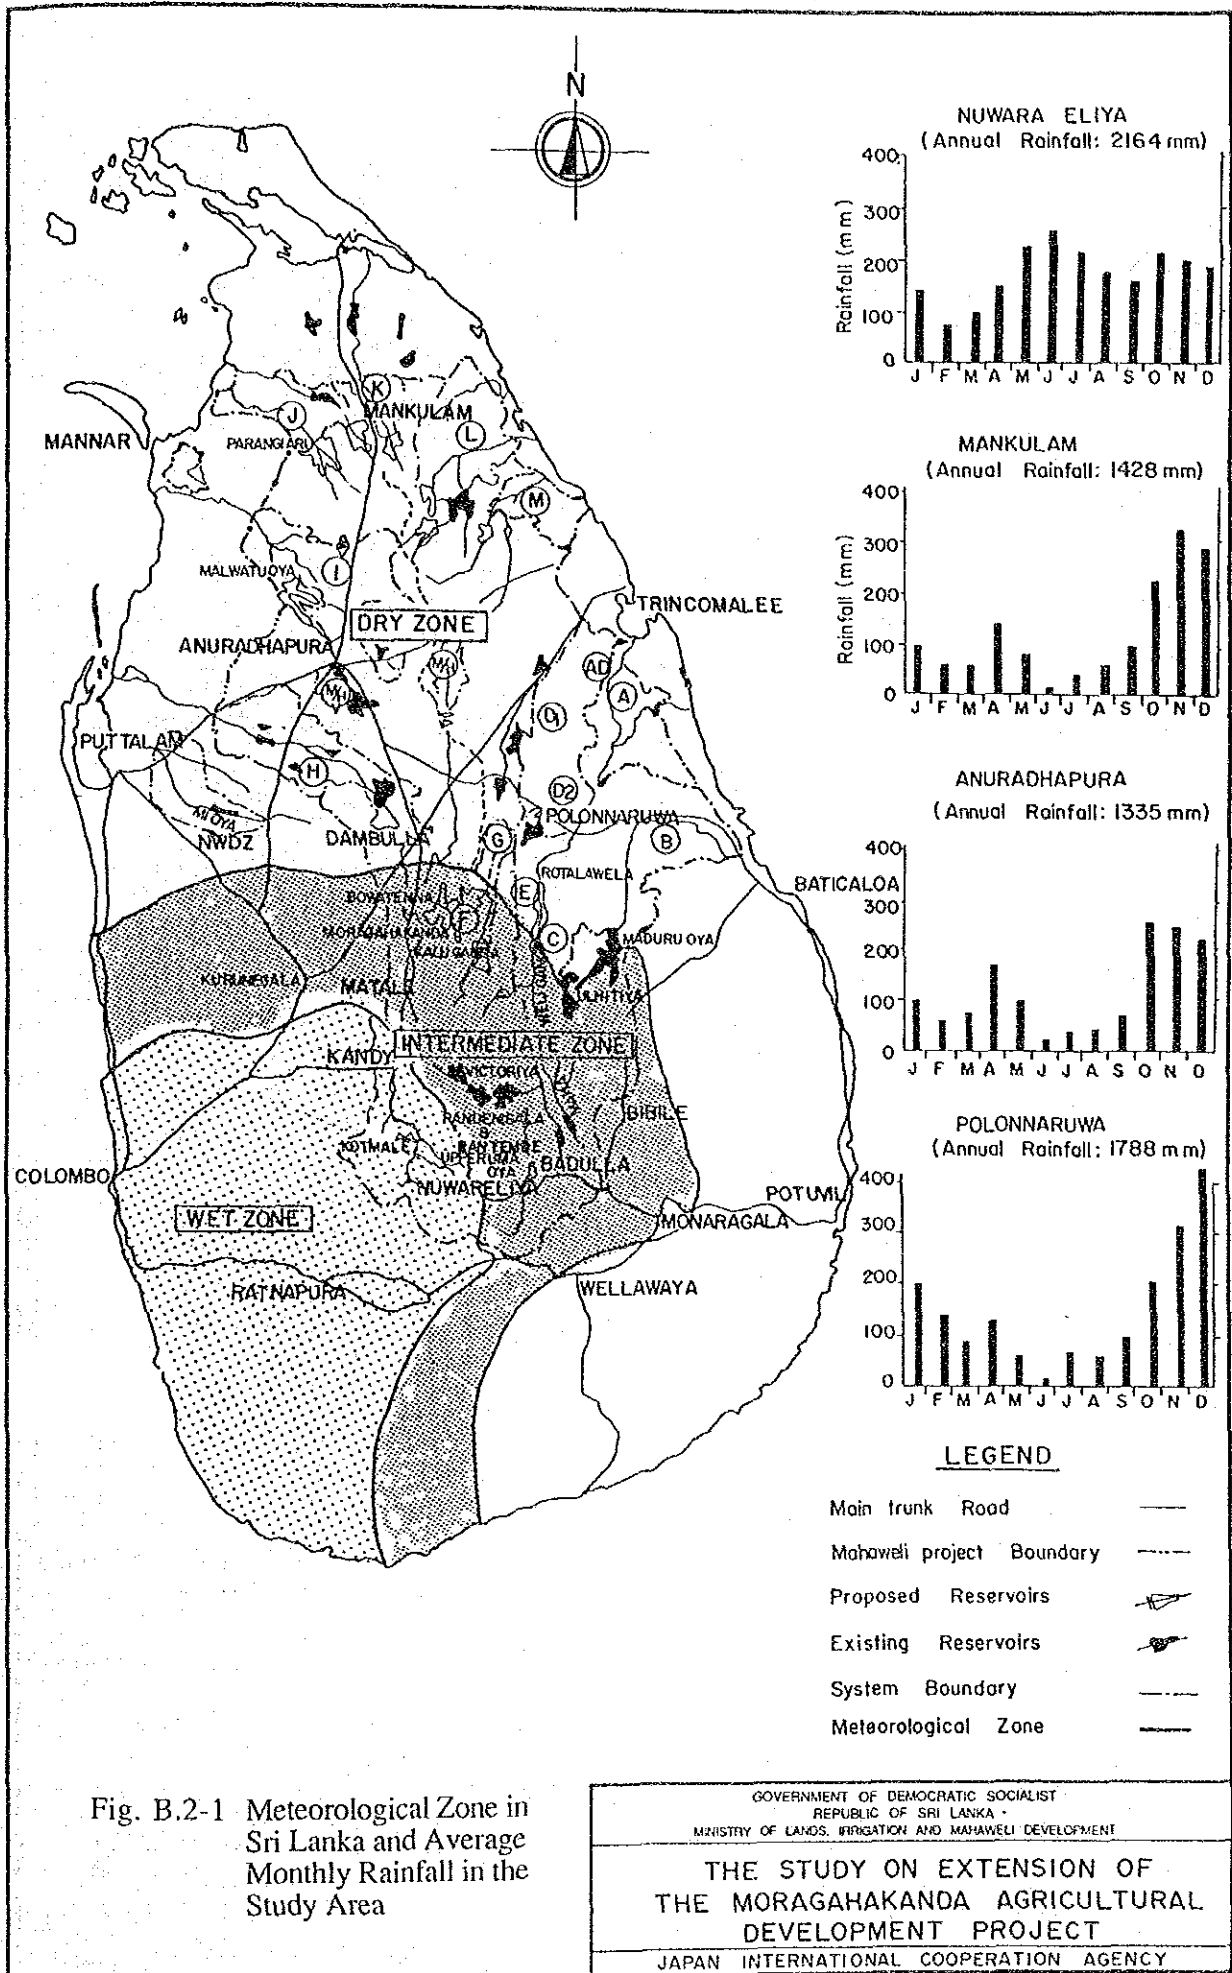 N
NUWARA ELIYA
(Annual Rainfall: 2164 mm)
Rainfall (mm)
400
300
200
100
0
J F M A M J J A S O N D
MANKULAM
(Annual Rainfall: 1428 mm)
Rainfall (mm)
400
300
200
100
0
J F M A M J J A S O N D
ANURADHAPURA
(Annual Rainfall: 1335 mm)
400
300
200
100
0
J F M A M J J A S O N D
POLONNARUWA
(Annual Rainfall: 1788 mm)
400
300
200
100
0
J F M A M J J A S O N D
K
MANKULAM
J
MANNAR
PARANGIARU
L
M
MALWATUOYA
I
TRINCOMALEE
DRY ZONE
ANURADHAPURA
AD
A
D1
PUTTALAM
H
D2
MI OYA
POLONNARUWA
NWDZ
DAMBULLA
G
B
ROTALAWELA
BATICALOA
BOWATENNA
E
F
MORAGAHAKANDA
KALU GANGA
C
MADURU OYA
KURUNEGALA
MATALE
ULHITIYA
INTERMEDIATE ZONE
KANDY
VICTORIYA
RANDENIGALA
BIBILE
KOTMALE
RANTEMBE
UPPER UMA
OYA
BADULLA
COLOMBO
NUWARELIYA
POTUVIL
WET ZONE
MONARAGALA
RATNAPURA
WELLAWAYA
LEGEND
Main trunk Road
Mahaweli project Boundary
Proposed Reservoirs
Existing Reservoirs
System Boundary
Meteorological Zone
Fig. B.2-1 Meteorological Zone in
Sri Lanka and Average
Monthly Rainfall in the
Study Area
GOVERNMENT OF DEMOCRATIC SOCIALIST
REPUBLIC OF SRI LANKA
MINISTRY OF LANDS, IRRIGATION AND MAHAWELI DEVELOPMENT
THE STUDY ON EXTENSION OF
THE MORAGAHAKANDA AGRICULTURAL
DEVELOPMENT PROJECT
JAPAN INTERNATIONAL COOPERATION AGENCY